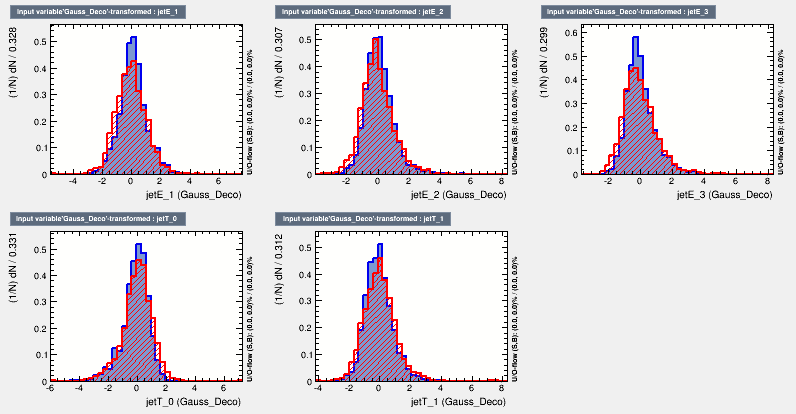 Input variable'Gauss_Deco'-transformed : jetE_1
(1/N) dN / 0.328
0.5
0.4
0.3
0.2
0.1
0
-4 -2 0 2 4 6
jetE_1 (Gauss_Deco)
U/O-flow (S,B): (0.0, 0.0)% / (0.0, 0.0)%
Input variable'Gauss_Deco'-transformed : jetE_2
(1/N) dN / 0.307
0.5
0.4
0.3
0.2
0.1
0
-2 0 2 4 6 8
jetE_2 (Gauss_Deco)
U/O-flow (S,B): (0.0, 0.0)% / (0.0, 0.0)%
Input variable'Gauss_Deco'-transformed : jetE_3
(1/N) dN / 0.299
0.6
0.5
0.4
0.3
0.2
0.1
0
-2 0 2 4 6 8
jetE_3 (Gauss_Deco)
U/O-flow (S,B): (0.0, 0.0)% / (0.0, 0.0)%
Input variable'Gauss_Deco'-transformed : jetT_0
(1/N) dN / 0.331
0.5
0.4
0.3
0.2
0.1
0
-6 -4 -2 0 2 4 6
jetT_0 (Gauss_Deco)
U/O-flow (S,B): (0.0, 0.0)% / (0.0, 0.0)%
Input variable'Gauss_Deco'-transformed : jetT_1
(1/N) dN / 0.312
0.5
0.4
0.3
0.2
0.1
0
-4 -2 0 2 4 6 8
jetT_1 (Gauss_Deco)
U/O-flow (S,B): (0.0, 0.0)% / (0.0, 0.0)%